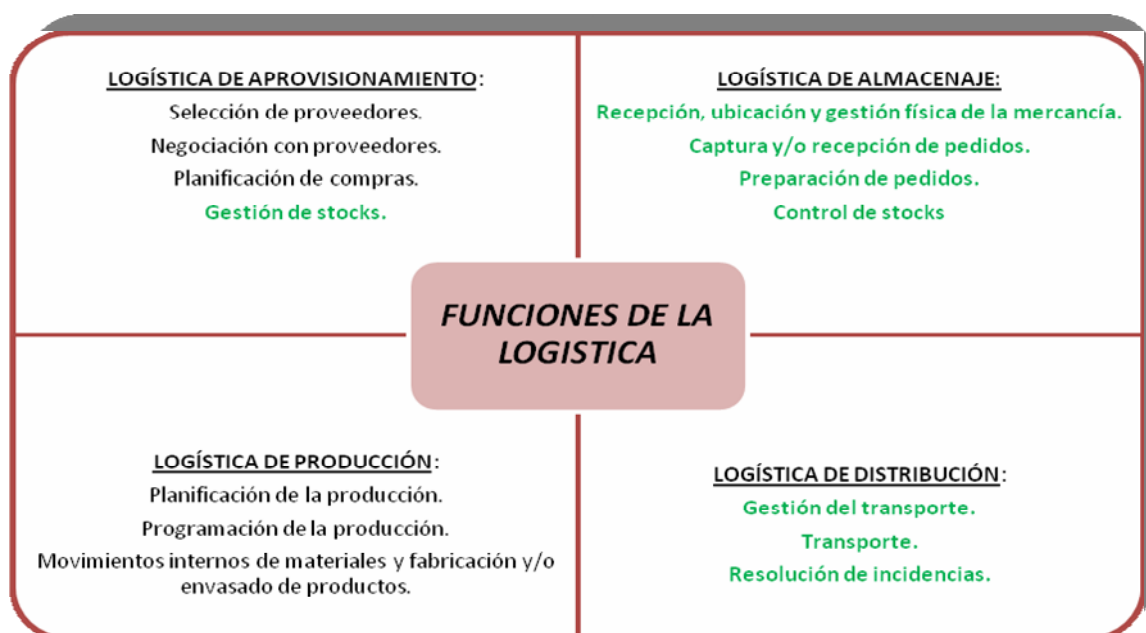 LOGÍSTICA DE APROVISIONAMIENTO:
Selección de proveedores.
Negociación con proveedores.
Planificación de compras.
Gestión de stocks.
LOGÍSTICA DE ALMACENAJE:
Recepción, ubicación y gestión física de la mercancía.
Captura y/o recepción de pedidos.
Preparación de pedidos.
Control de stocks
FUNCIONES DE LA
LOGISTICA
LOGÍSTICA DE PRODUCCIÓN:
Planificación de la producción.
Programación de la producción.
Movimientos internos de materiales y fabricación y/o
envasado de productos.
LOGÍSTICA DE DISTRIBUCIÓN:
Gestión del transporte.
Transporte.
Resolución de incidencias.